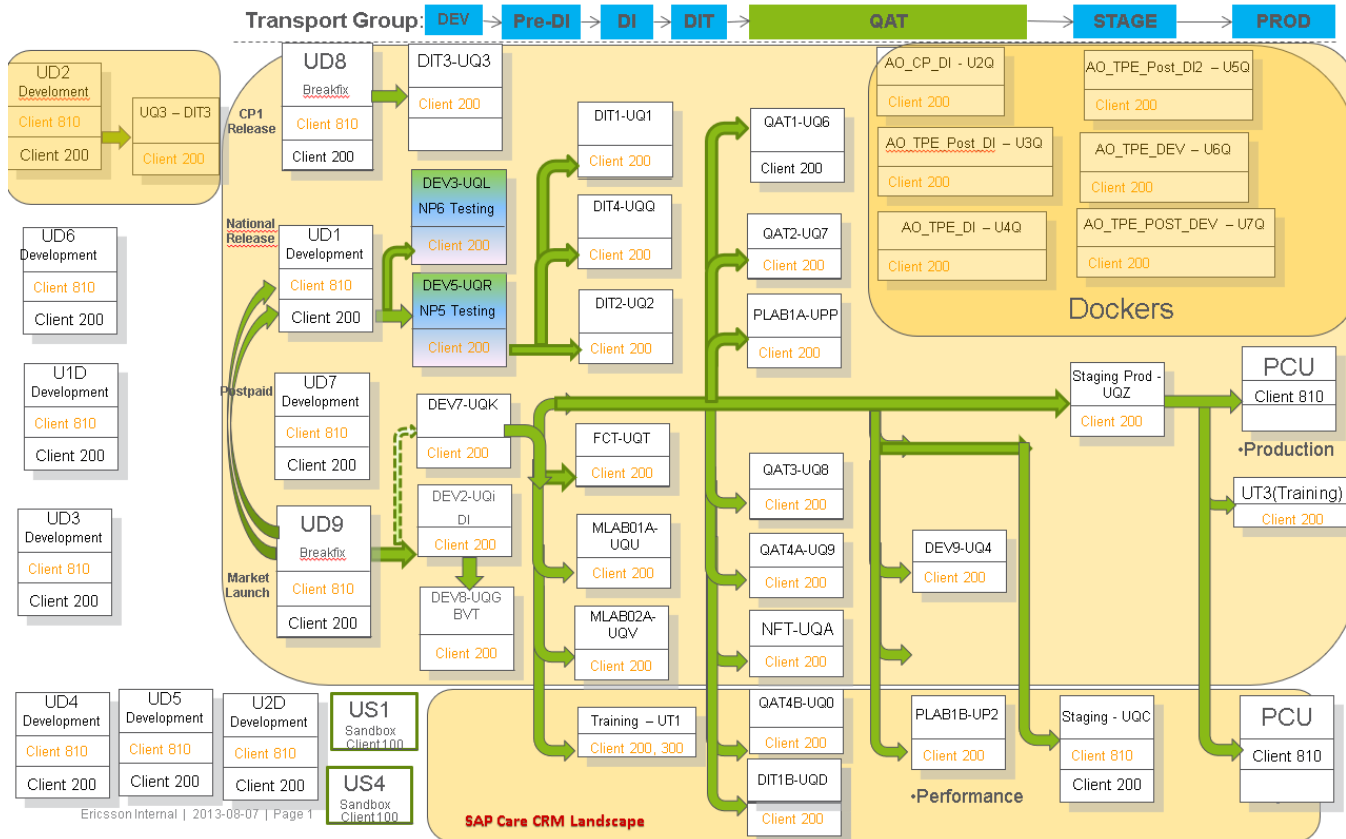 Transport Group:
DEV
Pre-DI
DI
DIT
QAT
STAGE
PROD
UD2
Develoment
Client 810
Client 200
UQ3 – DIT3
Client 200
CP1
Release
UD8
Breakfix
Client 810
Client 200
DIT3-UQ3
Client 200
DIT1-UQ1
Client 200
QAT1-UQ6
Client 200
AO_CP_DI - U2Q
Client 200
AO_TPE_Post_DI2 – U5Q
Client 200
AO_TPE_Post_DI – U3Q
Client 200
AO_TPE_DEV – U6Q
Client 200
AO_TPE_DI – U4Q
Client 200
AO_TPE_POST_DEV – U7Q
Client 200
Dockers
UD6
Development
Client 810
Client 200
National
Release
UD1
Development
Client 810
Client 200
DEV3-UQL
NP6 Testing
Client 200
DEV5-UQR
NP5 Testing
Client 200
DIT4-UQQ
Client 200
DIT2-UQ2
Client 200
QAT2-UQ7
Client 200
PLAB1A-UPP
Client 200
U1D
Development
Client 810
Client 200
Postpaid
UD7
Development
Client 810
Client 200
DEV7-UQK
Client 200
FCT-UQT
Client 200
Staging Prod -
UQZ
Client 200
PCU
Client 810
•Production
UT3(Training)
Client 200
UD3
Development
Client 810
Client 200
Market
Launch
UD9
Breakfix
Client 810
Client 200
DEV2-UQi
DI
Client 200
DEV8-UQG
BVT
Client 200
MLAB01A-
UQU
Client 200
MLAB02A-
UQV
Client 200
QAT3-UQ8
Client 200
QAT4A-UQ9
Client 200
NFT-UQA
Client 200
DEV9-UQ4
Client 200
UD4
Development
Client 810
Client 200
UD5
Development
Client 810
Client 200
U2D
Development
Client 810
Client 200
US1
Sandbox
Client100
US4
Sandbox
Client100
Training – UT1
Client 200, 300
QAT4B-UQ0
Client 200
DIT1B-UQD
Client 200
PLAB1B-UP2
Client 200
•Performance
Staging - UQC
Client 810
Client 200
PCU
Client 810
SAP Care CRM Landscape
Ericsson Internal | 2013-08-07 | Page 1